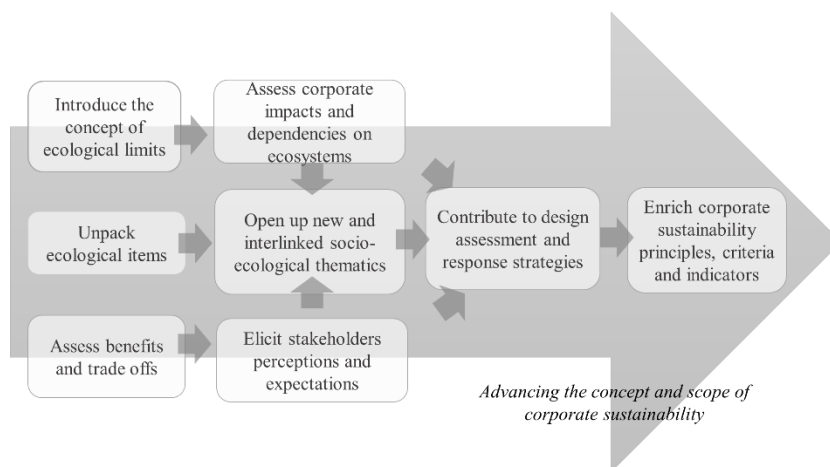 Introduce the
concept of
ecological limits
Assess corporate
impacts and
dependencies on
ecosystems
Unpack
ecological items
Open up new and
interlinked socio-
ecological thematics
Contribute to design
assessment and
response strategies
Enrich corporate
sustainability
principles, criteria
and indicators
Assess benefits
and trade offs
Elicit stakeholders
perceptions and
expectations
Advancing the concept and scope of
corporate sustainability